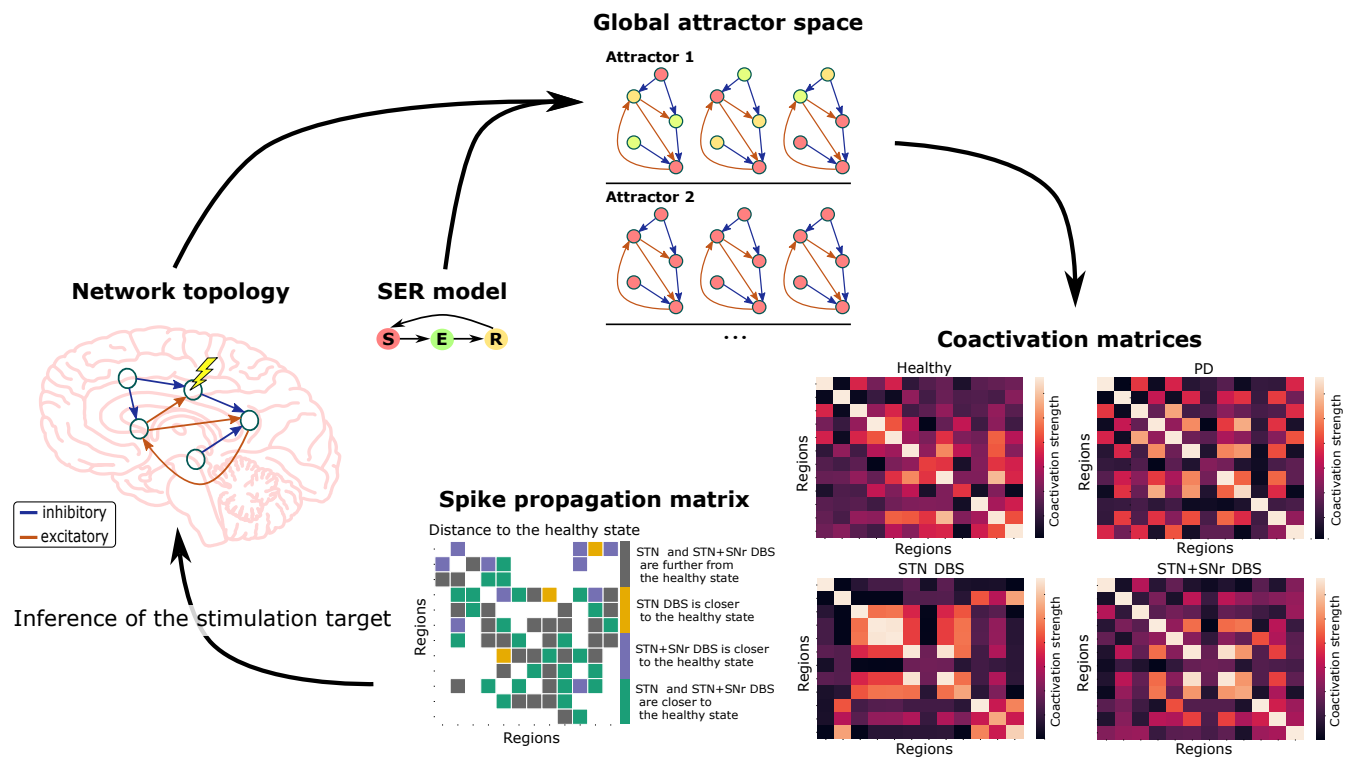 Global attractor space
Attractor 1
Attractor 2
...
Network topology
SER model
S
E
R
inhibitory
excitatory
Inference of the stimulation target
Coactivation matrices
Healthy
Regions
Regions
Coactivation strength
PD
Regions
Regions
Coactivation strength
STN DBS
Regions
Regions
Coactivation strength
STN+SNr DBS
Regions
Regions
Coactivation strength
Spike propagation matrix
Distance to the healthy state
Regions
Regions
STN and STN+SNr DBS
are further from
the healthy state
STN DBS is closer
to the healthy state
STN+SNr DBS is closer
to the healthy state
STN and STN+SNr DBS
are closer to
the healthy state